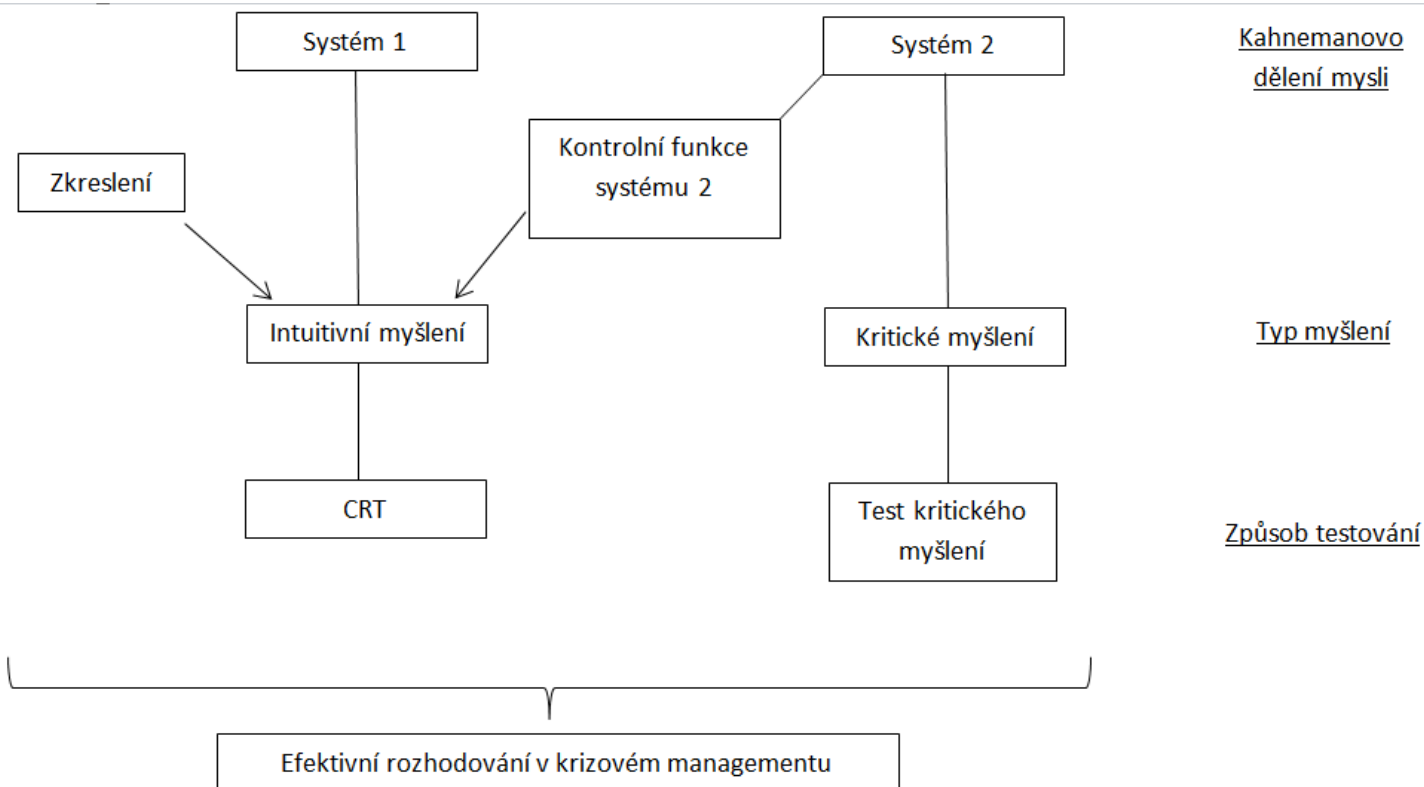 Systém 1
Systém 2
Kahnemanovo
dělení mysli
Kontrolní funkce
systému 2
Zkreslení
Intuitivní myšlení
Kritické myšlení
Typ myšlení
CRT
Test kritického
myšlení
Způsob testování
Efektivní rozhodování v krizovém managementu